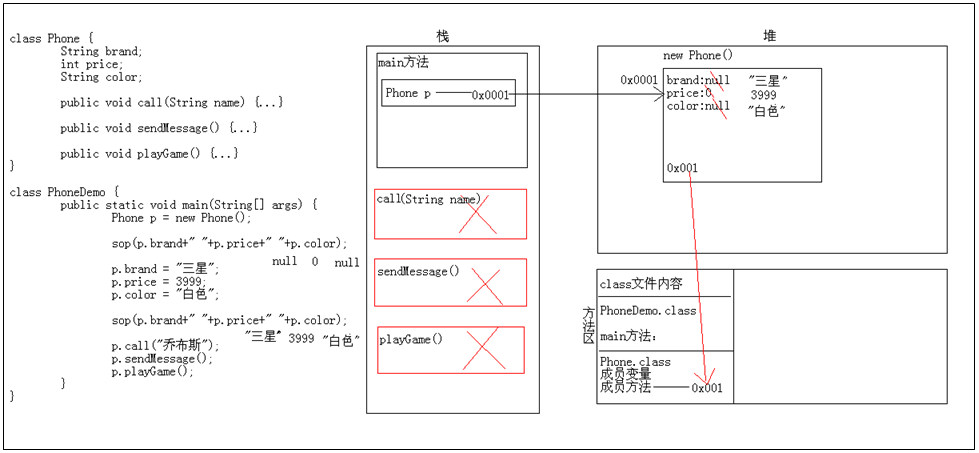 class Phone {
String brand;
int price;
String color;
public void call(String name) {...}
public void sendMessage() {...}
public void playGame() {...}
}
class PhoneDemo {
public static void main(String[] args) {
Phone p = new Phone();
sop(p.brand+" "+p.price+" "+p.color);
null 0 null
p.brand = "三星";
p.price = 3999;
p.color = "白色";
sop(p.brand+" "+p.price+" "+p.color);
"三星" 3999 "白色"
p.call("乔布斯");
p.sendMessage();
p.playGame();
}
}
栈
main方法
Phone p 0x0001
call(String name)
sendMessage()
playGame()
堆
new Phone()
0x0001
brand:null "三星"
price:0 3999
color:null "白色"
0x001
方法区
class文件内容
PhoneDemo.class
main方法:
Phone.class
成员变量
成员方法 0x001